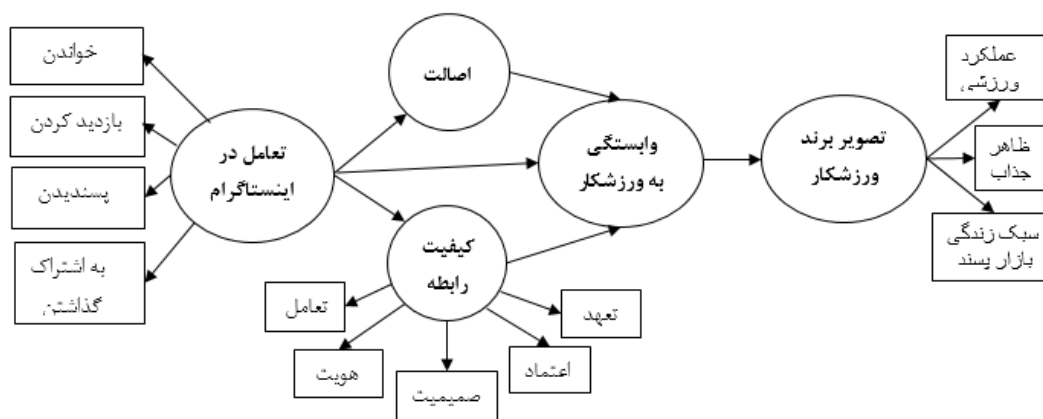 خواندن
بازدید کردن
پسندیدن
به اشتراک
گذاشتن
تعامل در
اینستاگرام
اصالت
کیفیت
رابطه
تعامل
هویت
صمیمیت
اعتماد
تعهد
وابستگی
به ورزشکار
تصویر برند
ورزشکار
عملکرد
ورزشی
ظاهر
جذاب
سبک زندگی
بازار پسند